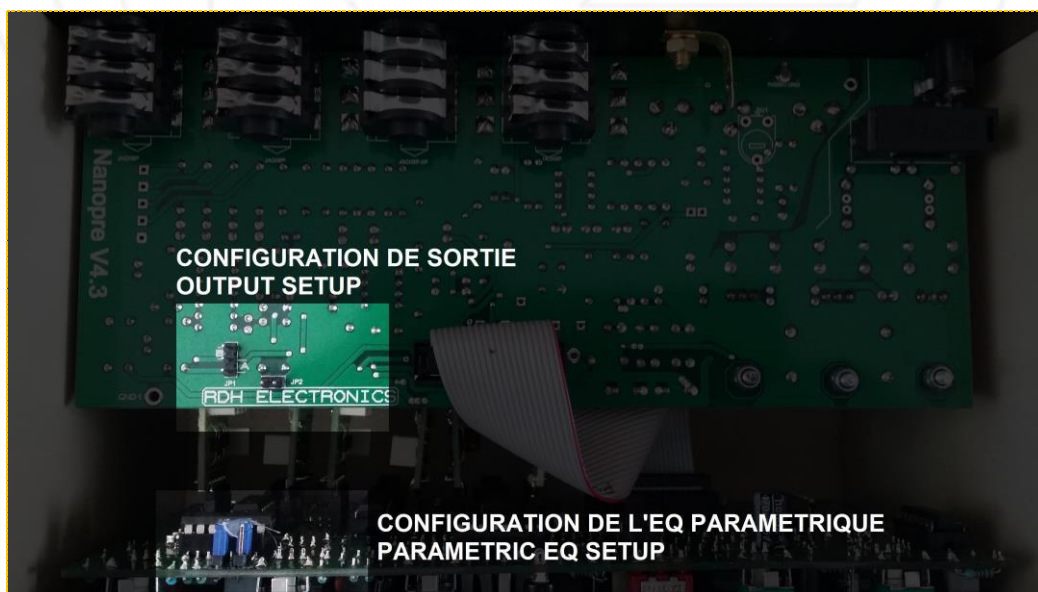 Nanopre V4.3
CONFIGURATION DE SORTIE
OUTPUT SETUP
JP1
JP2
GND1
RDH ELECTRONICS
CONFIGURATION DE L'EQ PARAMETRIQUE
PARAMETRIC EQ SETUP